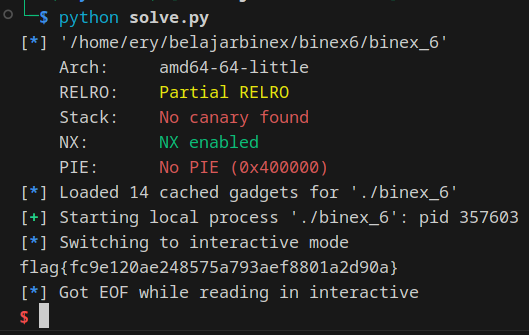 └─$ python solve.py
[*] '/home/ery/belajarbinex/binex6/binex_6'
    Arch:     amd64-64-little
    RELRO:    Partial RELRO
    Stack:    No canary found
    NX:       NX enabled
    PIE:      No PIE (0x400000)
[*] Loaded 14 cached gadgets for './binex_6'
[+] Starting local process './binex_6': pid 357603
[*] Switching to interactive mode
flag{fc9e120ae248575a793aef8801a2d90a}
[*] Got EOF while reading in interactive
$